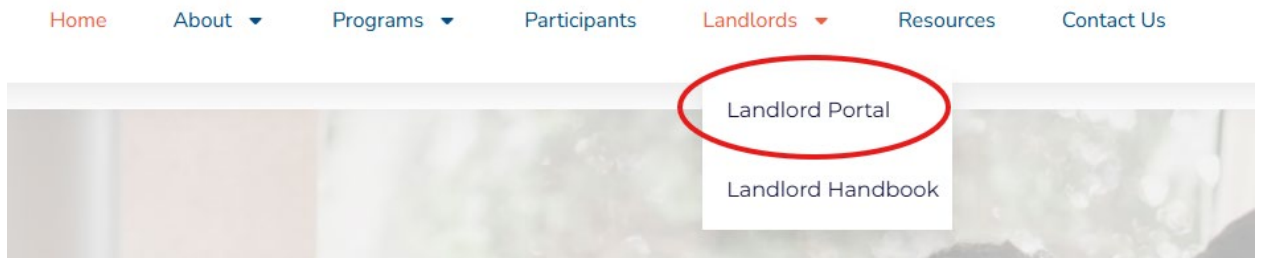 Home About Programs Participants Landlords Resources Contact Us
Landlord Portal
Landlord Handbook